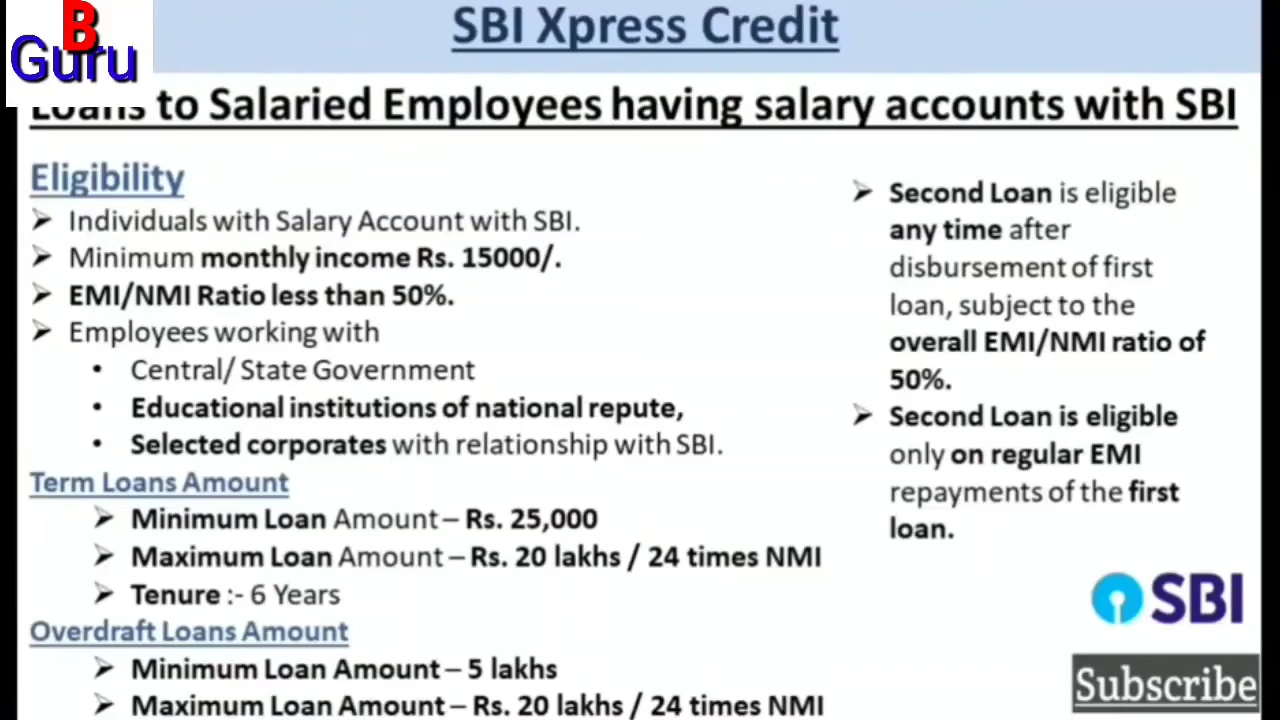 B
Guru
SBI Xpress Credit
Loans to Salaried Employees having salary accounts with SBI
Eligibility
➢ Individuals with Salary Account with SBI.
➢ Minimum monthly income Rs. 15000/.
➢ EMI/NMI Ratio less than 50%.
➢ Employees working with
• Central/ State Government
• Educational institutions of national repute,
• Selected corporates with relationship with SBI.
Term Loans Amount
➢ Minimum Loan Amount – Rs. 25,000
➢ Maximum Loan Amount – Rs. 20 lakhs / 24 times NMI
➢ Tenure :- 6 Years
Overdraft Loans Amount
➢ Minimum Loan Amount – 5 lakhs
➢ Maximum Loan Amount – Rs. 20 lakhs / 24 times NMI
➢ Second Loan is eligible
any time after
disbursement of first
loan, subject to the
overall EMI/NMI ratio of
50%.
➢ Second Loan is eligible
only on regular EMI
repayments of the first
loan.
SBI
Subscribe